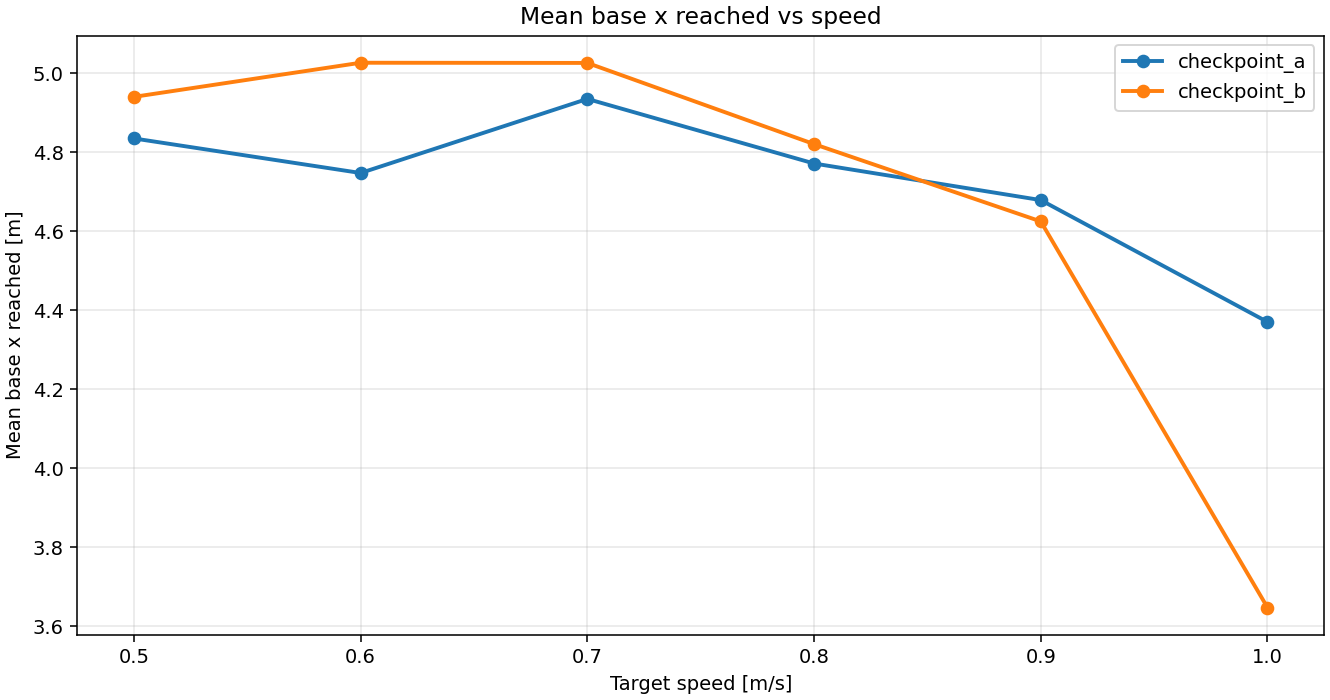 Mean base x reached vs speed
checkpoint_a
checkpoint_b
Mean base x reached [m]
5.0
4.8
4.6
4.4
4.2
4.0
3.8
3.6
0.5 0.6 0.7 0.8 0.9 1.0
Target speed [m/s]